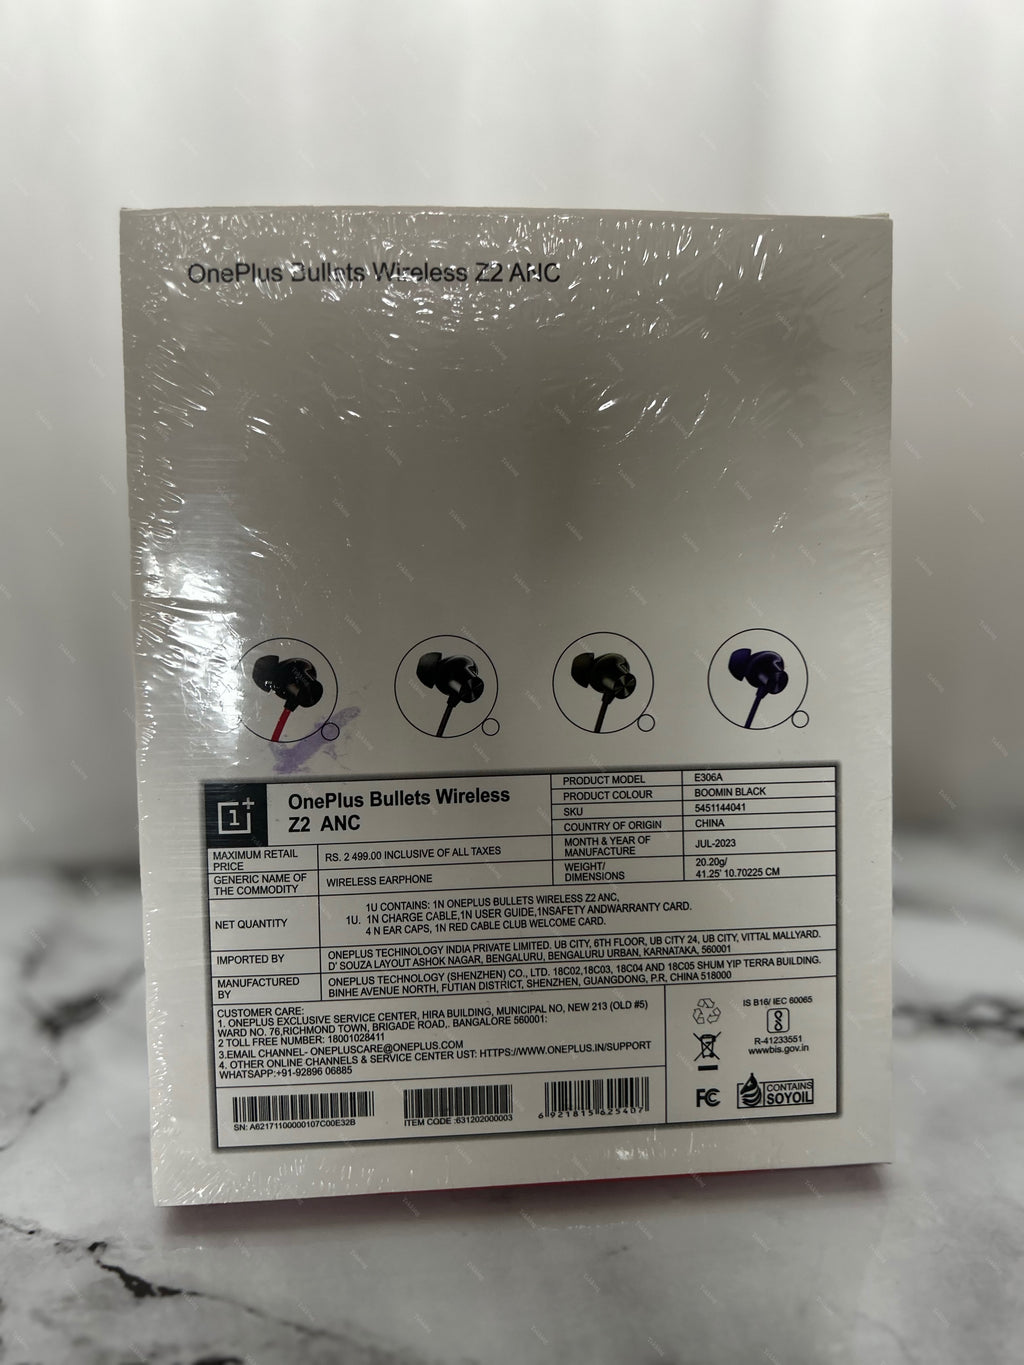 OnePlus Bullets Wireless Z2 ANC
1+
OnePlus Bullets Wireless
Z2 ANC
PRODUCT MODEL E306A
PRODUCT COLOUR BOOMIN BLACK
SKU 5451144041
COUNTRY OF ORIGIN CHINA
MONTH & YEAR OF
MANUFACTURE JUL-2023
WEIGHT/
DIMENSIONS
20.20g/
41.25' 10.70225 CM
MAXIMUM RETAIL
PRICE
RS. 2 499.00 INCLUSIVE OF ALL TAXES
GENERIC NAME OF
THE COMMODITY
WIRELESS EARPHONE
NET QUANTITY
1U CONTAINS: 1N ONEPLUS BULLETS WIRELESS Z2 ANC,
1U. 1N CHARGE CABLE,1N USER GUIDE,1NSAFETY ANDWARRANTY CARD.
4 N EAR CAPS, 1N RED CABLE CLUB WELCOME CARD.
IMPORTED BY
ONEPLUS TECHNOLOGY INDIA PRIVATE LIMITED. UB CITY, 6TH FLOOR, UB CITY 24, UB CITY, VITTAL MALLYARD.
D' SOUZA LAYOUT ASHOK NAGAR, BENGALURU, BENGALURU URBAN, KARNATAKA, 560001
MANUFACTURED
BY
ONEPLUS TECHNOLOGY (SHENZHEN) CO., LTD. 18C02,18C03, 18C04 AND 18C05 SHUM YIP TERRA BUILDING.
BINHE AVENUE NORTH, FUTIAN DISTRICT, SHENZHEN, GUANGDONG, P.R, CHINA 518000
CUSTOMER CARE:
1. ONEPLUS EXCLUSIVE SERVICE CENTER, HIRA BUILDING, MUNICIPAL NO, NEW 213 (OLD #5)
WARD NO. 76,RICHMOND TOWN, BRIGADE ROAD,. BANGALORE 560001:
2 TOLL FREE NUMBER: 18001028411
3.EMAIL CHANNEL- ONEPLUSCARE@ONEPLUS.COM
4. OTHER ONLINE CHANNELS & SERVICE CENTER UST: HTTPS://WWW.ONEPLUS.IN/SUPPORT
WHATSAPP:+91-92896 06885
IS B16/ IEC 60065
R-41233551
wwwbis.gov.in
FC
CONTAINS
SOYOIL
SN: A62171100000107C00E32B
ITEM CODE :631202000003
6 921815 625407